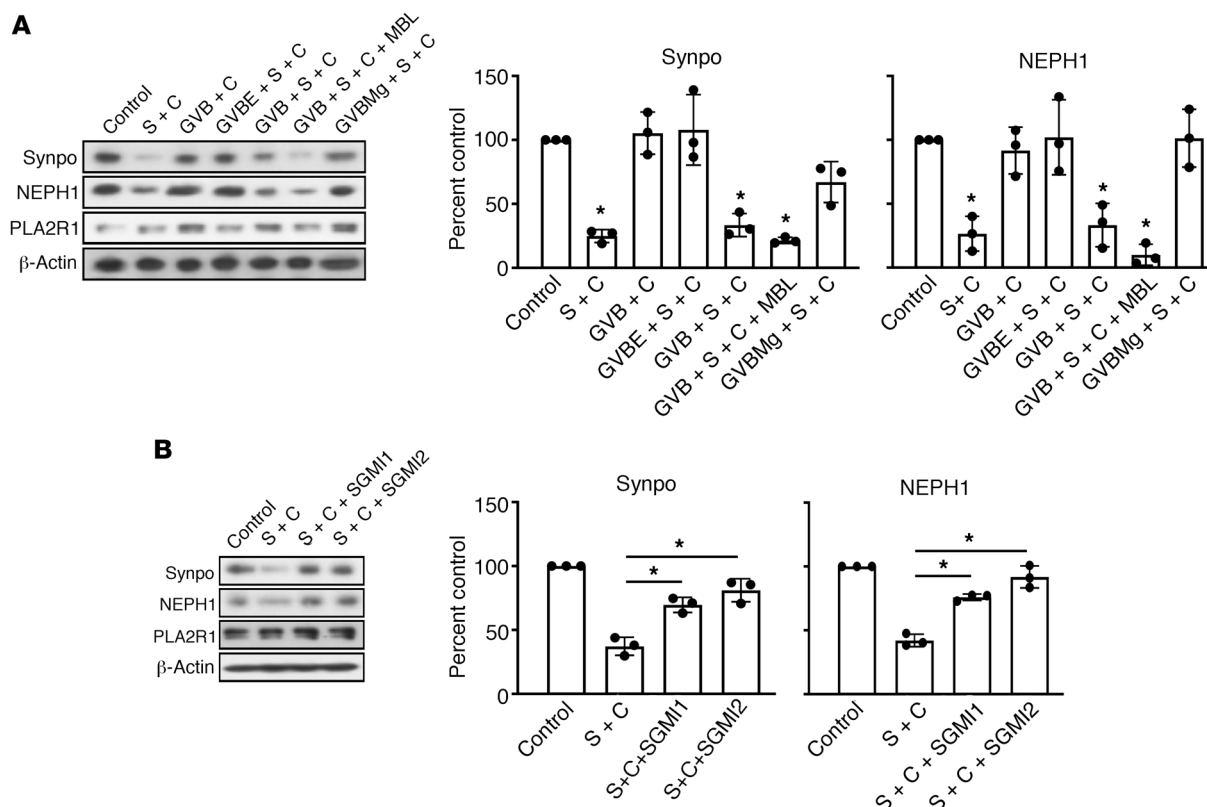 A
Control
S + C
GVB + C
GVBE + S + C
GVB + S + C
GVB + S + C + MBL
GVBMg + S + C
Synpo
NEPH1
PLA2R1
β-Actin
Synpo
Percent control
150
100
50
0
Control
S + C
GVB + C
GVBE + S + C
GVB + S + C
GVB + S + C + MBL
GVBMg + S + C
*
*
*
NEPH1
Control
S+ C
GVB + C
GVBE + S + C
GVB + S + C
GVB + S + C + MBL
GVBMg + S + C
*
*
*
B
Control
S + C
S + C + SGMI1
S + C + SGMI2
Synpo
NEPH1
PLA2R1
β-Actin
Synpo
Percent control
150
100
50
0
*
*
Control
S + C
S+C+SGMI1
S+C+SGMI2
NEPH1
*
*
Control
S + C
S + C + SGMI1
S + C + SGMI2